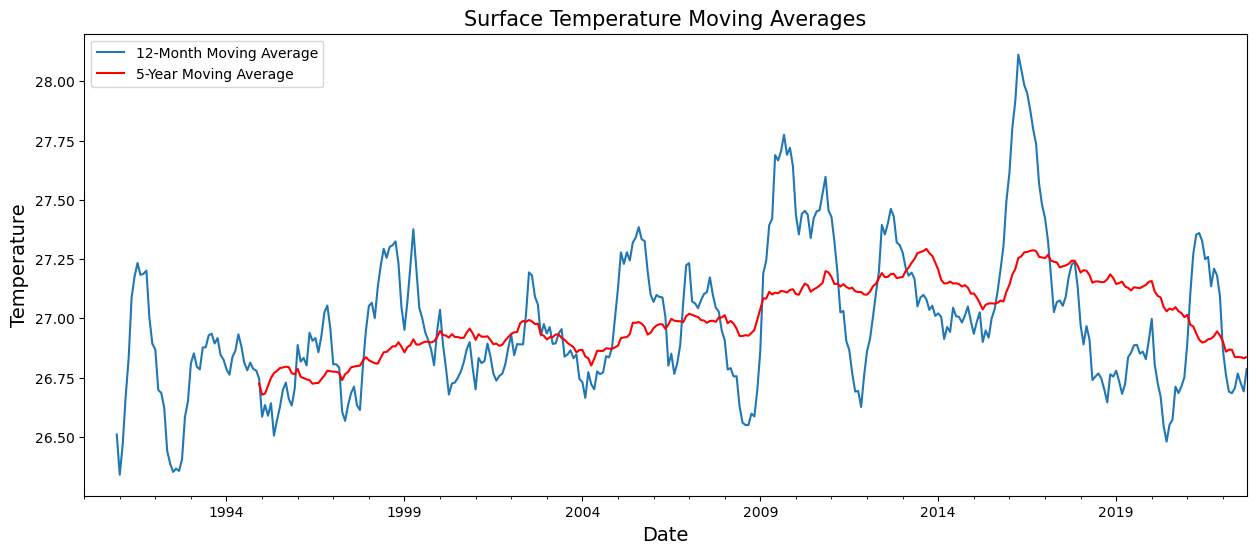 Surface Temperature Moving Averages
12-Month Moving Average
5-Year Moving Average
28.00
27.75
27.50
27.25
27.00
26.75
26.50
Temperature
1994 1999 2004 2009 2014 2019
Date